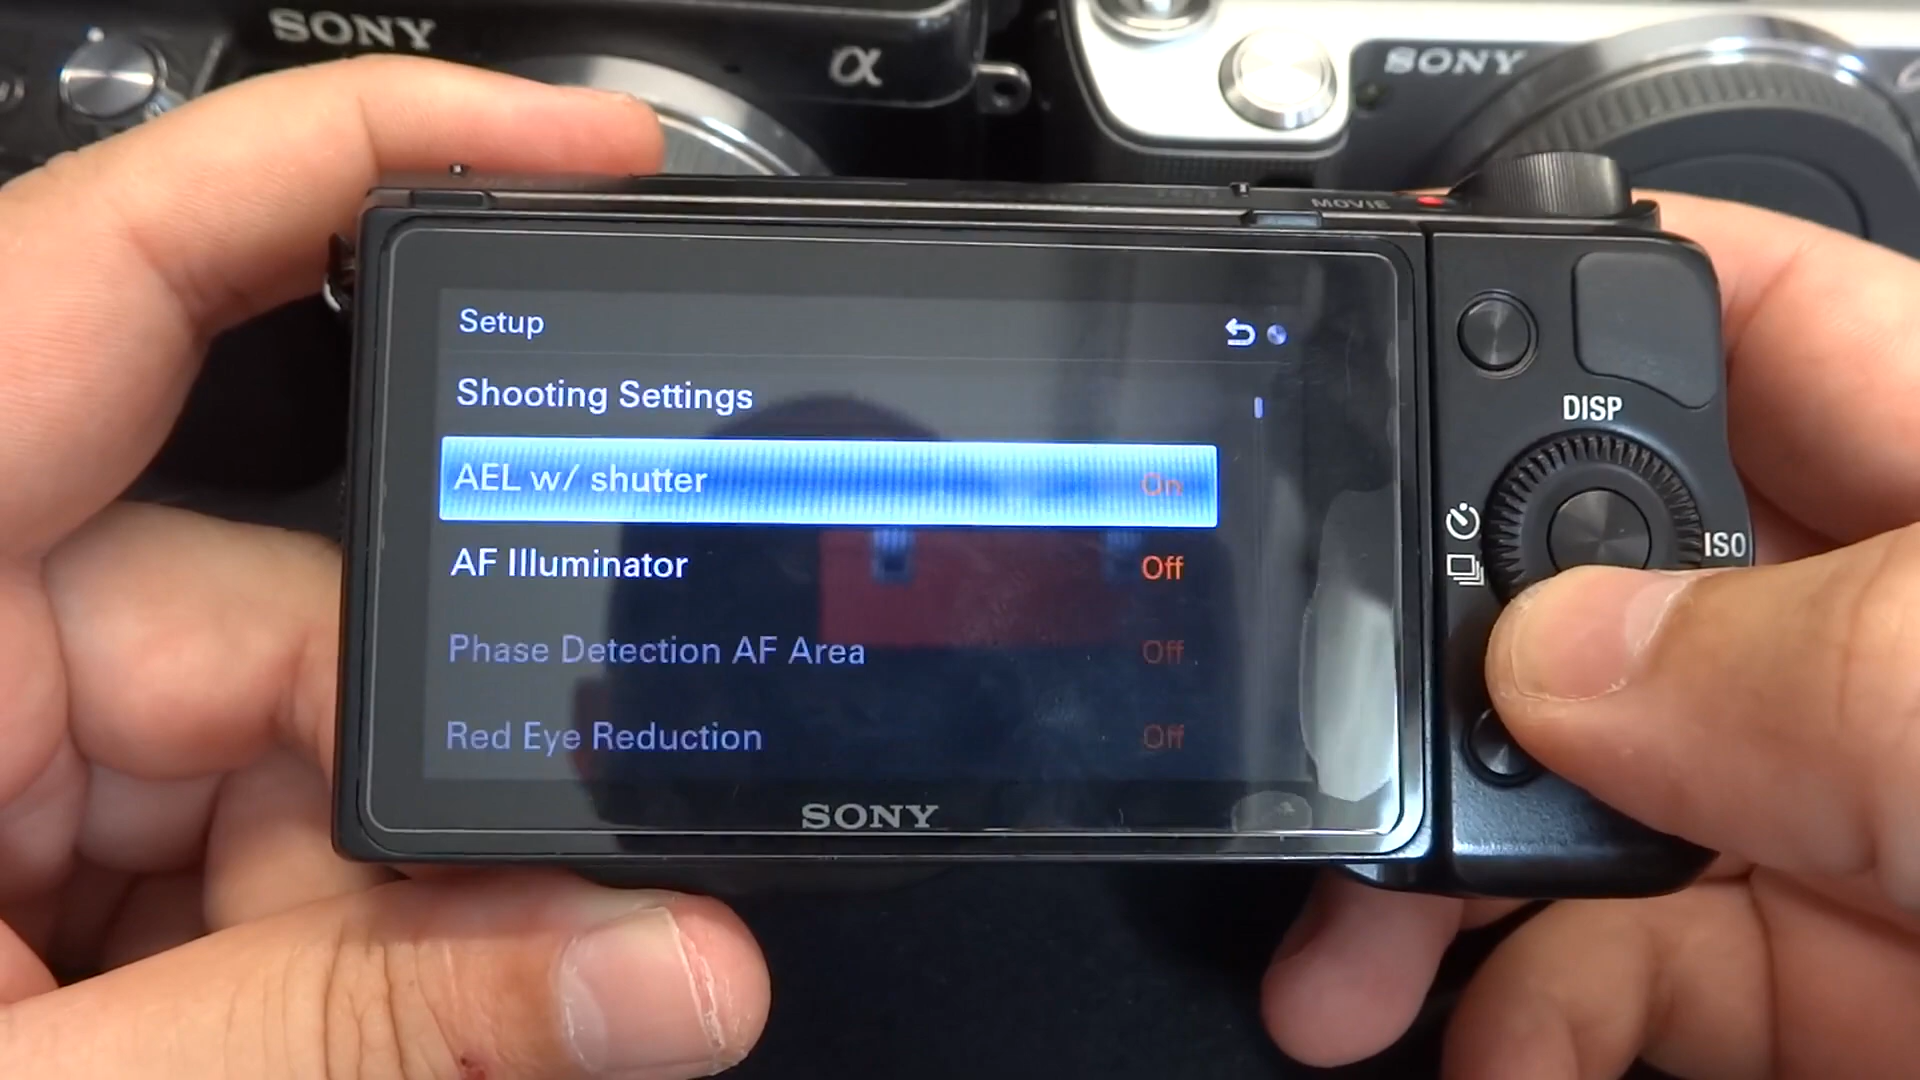 SONY
α
SONY
MOVIE
Setup
Shooting Settings
AEL w/ shutter On
AF Illuminator Off
Phase Detection AF Area Off
Red Eye Reduction Off
SONY
DISP
ISO